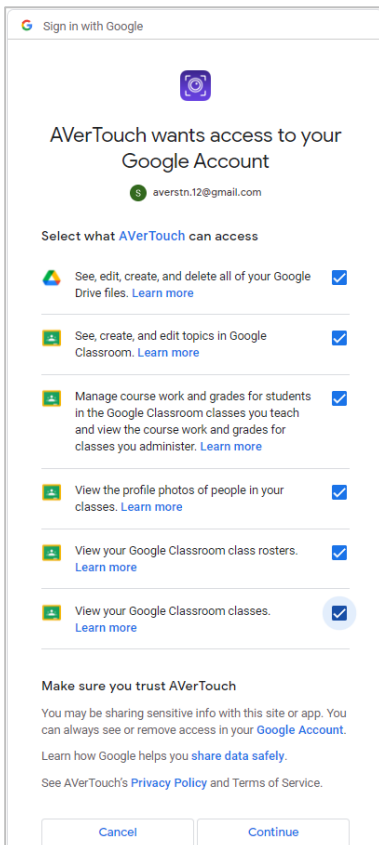 Sign in with Google
AVerTouch wants access to your
Google Account
S averstn.12@gmail.com
Select what AVerTouch can access
See, edit, create, and delete all of your Google
Drive files. Learn more
See, create, and edit topics in Google
Classroom. Learn more
Manage course work and grades for students
in the Google Classroom classes you teach
and view the course work and grades for
classes you administer. Learn more
View the profile photos of people in your
classes. Learn more
View your Google Classroom class rosters.
Learn more
View your Google Classroom classes.
Learn more
Make sure you trust AVerTouch
You may be sharing sensitive info with this site or app. You
can always see or remove access in your Google Account.
Learn how Google helps you share data safely.
See AVerTouch's Privacy Policy and Terms of Service.
Cancel Continue